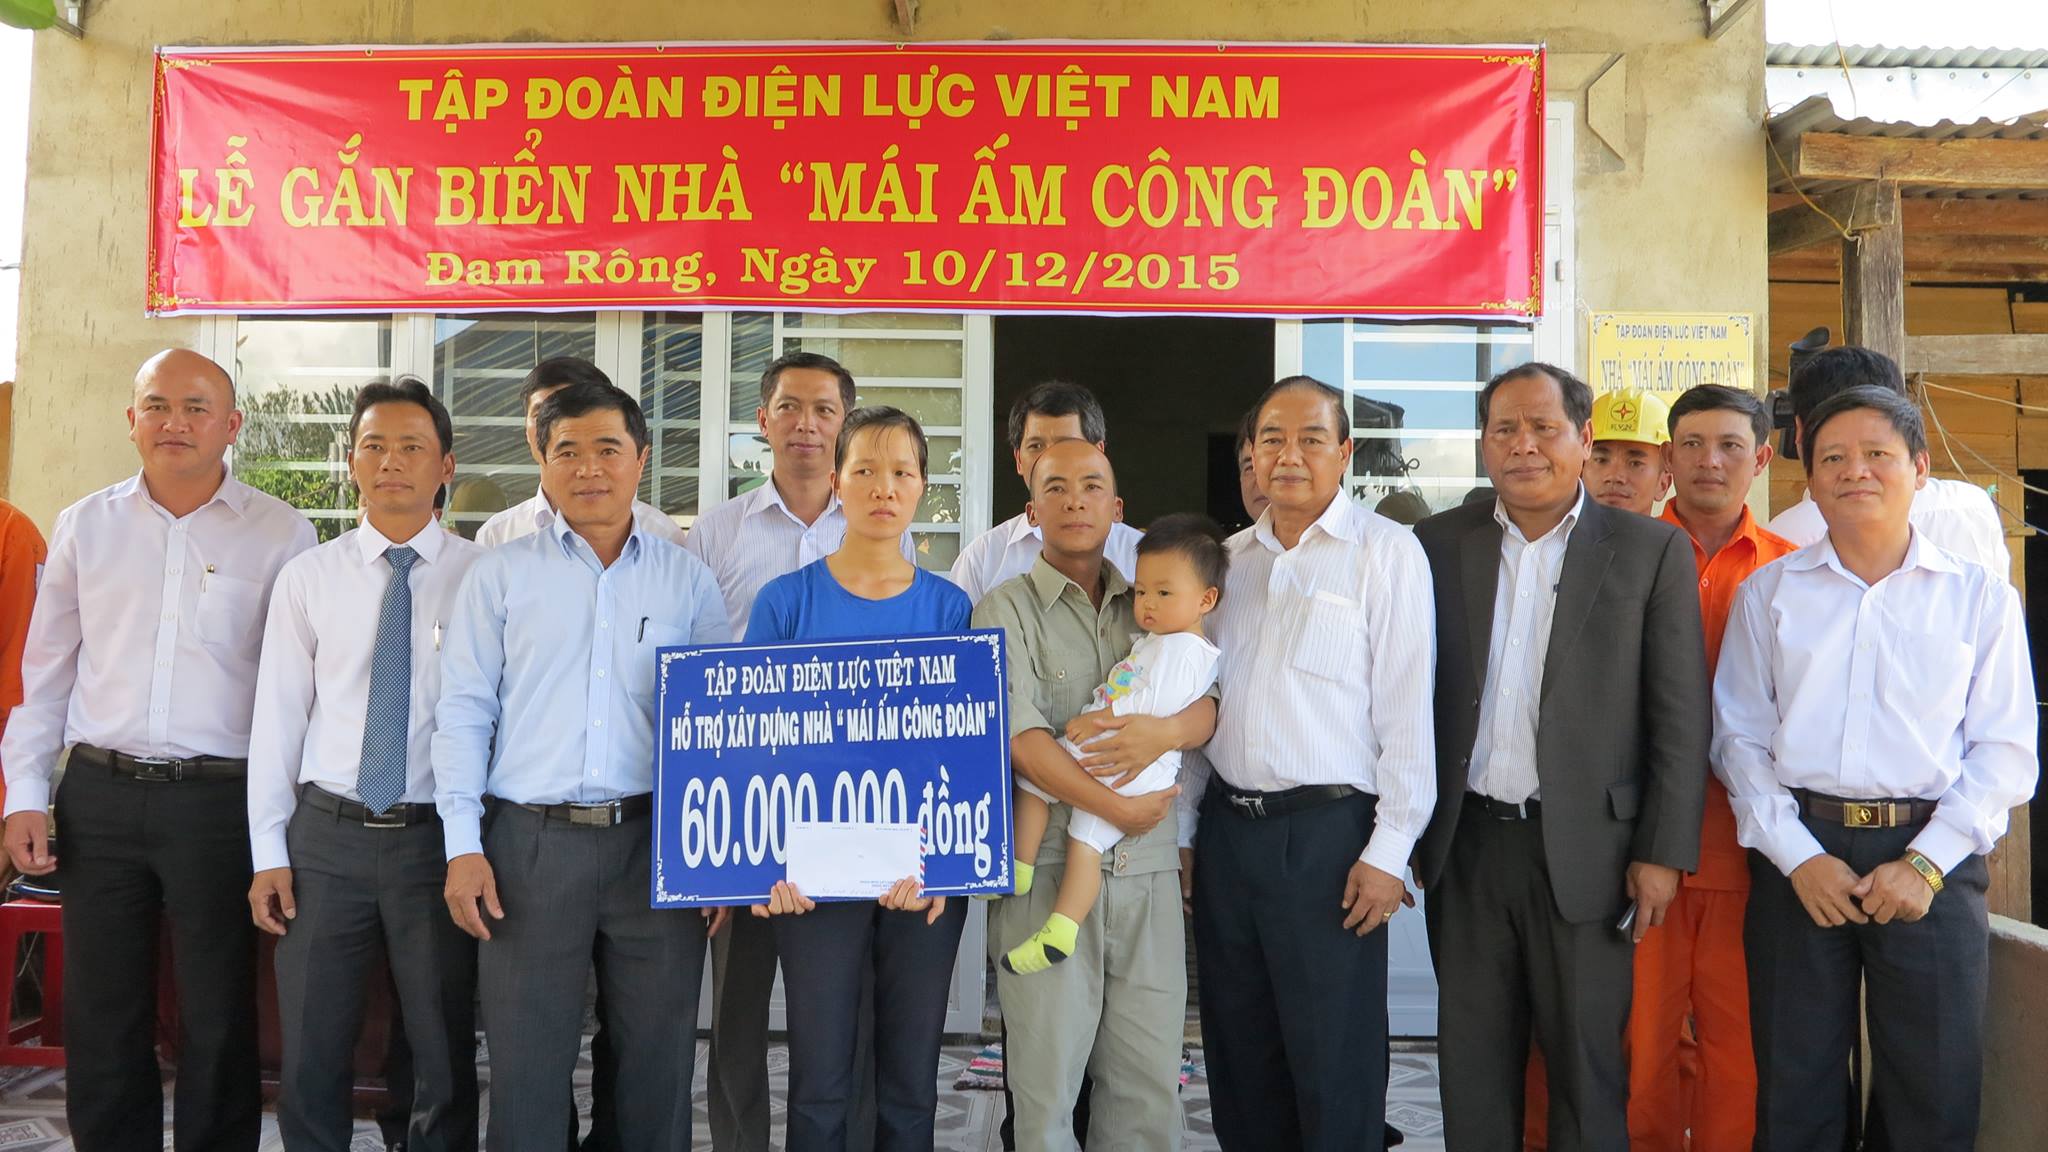 TẬP ĐOÀN ĐIỆN LỰC VIỆT NAM
LỄ GẮN BIỂN NHÀ “MÁI ẤM CÔNG ĐOÀN”
Đam Rông, Ngày 10/12/2015
TẬP ĐOÀN ĐIỆN LỰC VIỆT NAM
NHÀ “MÁI ẤM CÔNG ĐOÀN”
EVN
TẬP ĐOÀN ĐIỆN LỰC VIỆT NAM
HỖ TRỢ XÂY DỰNG NHÀ “MÁI ẤM CÔNG ĐOÀN”
60.000.000 đồng